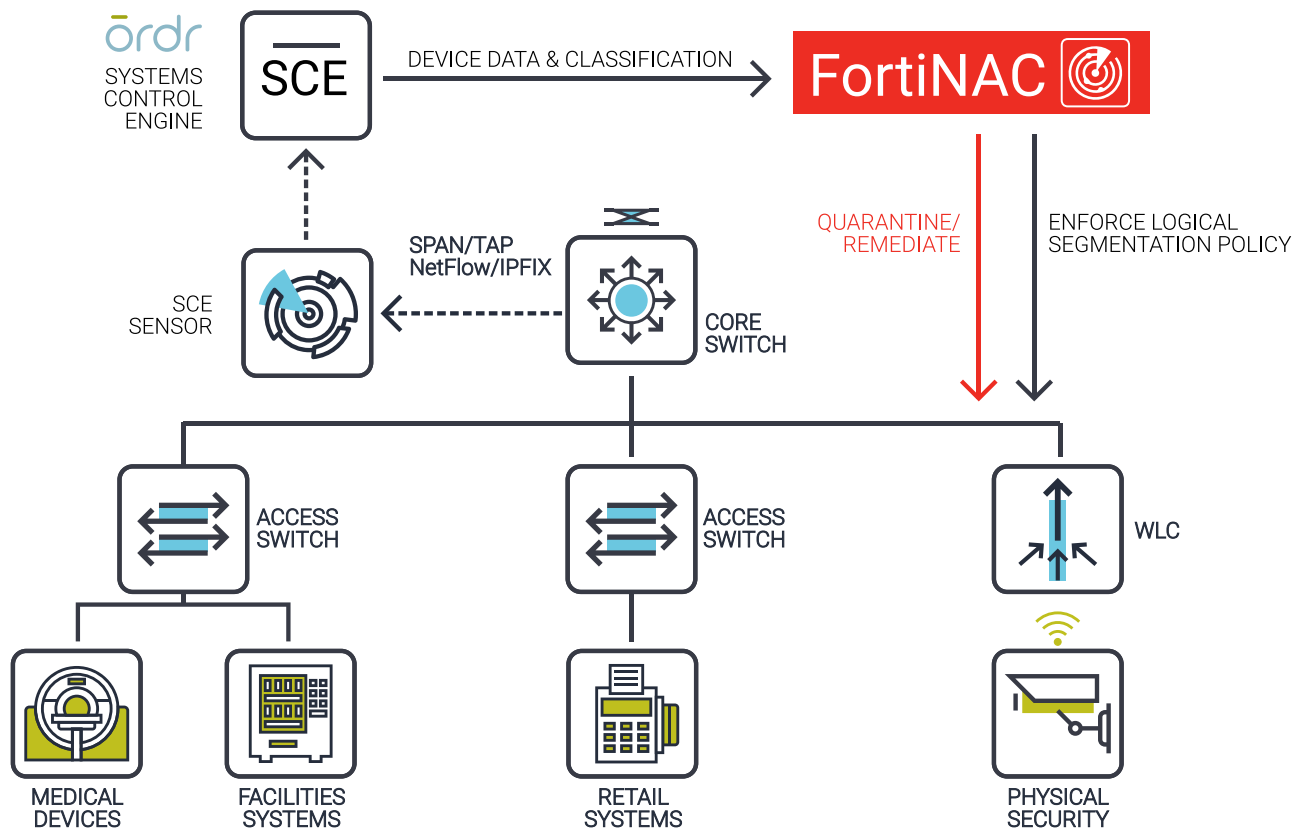 ōrdr
SYSTEMS
CONTROL
ENGINE
SCE
DEVICE DATA & CLASSIFICATION
FortiNAC
QUARANTINE/
REMEDIATE
ENFORCE LOGICAL
SEGMENTATION POLICY
SPAN/TAP
NetFlow/IPFIX
SCE
SENSOR
CORE
SWITCH
ACCESS
SWITCH
ACCESS
SWITCH
WLC
MEDICAL
DEVICES
FACILITIES
SYSTEMS
RETAIL
SYSTEMS
PHYSICAL
SECURITY